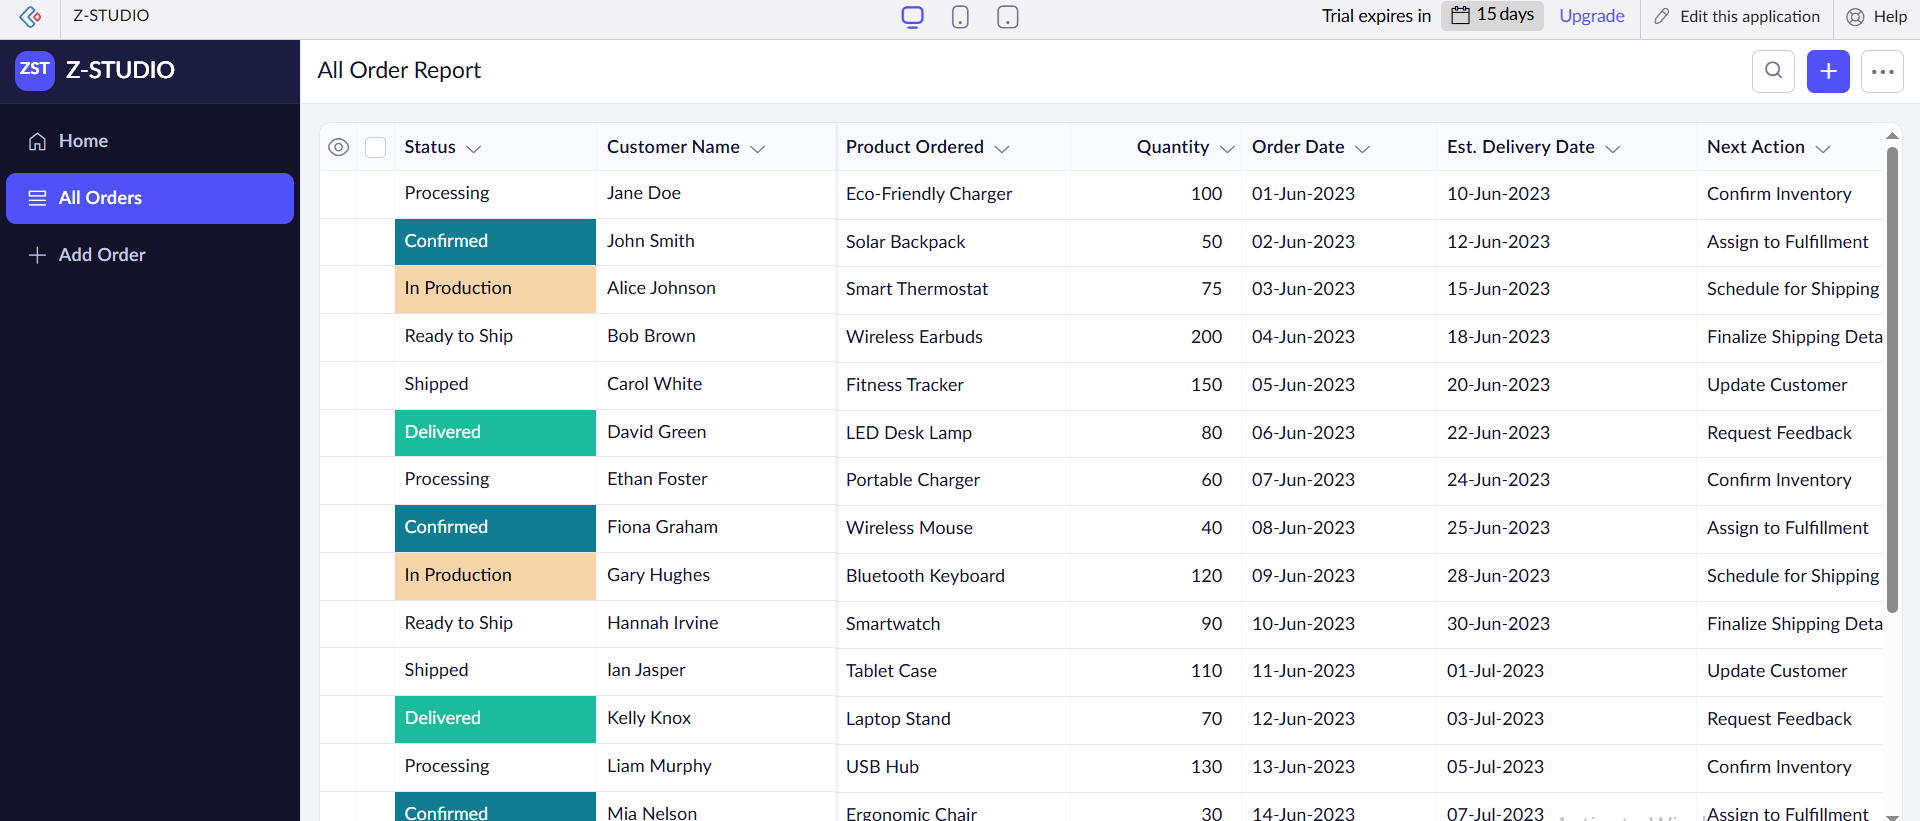 Z-STUDIO Trial expires in 15 days Upgrade Edit this application Help
ZST Z-STUDIO
All Order Report
Home
All Orders
Add Order
Status Customer Name Product Ordered Quantity Order Date Est. Delivery Date Next Action
Processing Jane Doe Eco-Friendly Charger 100 01-Jun-2023 10-Jun-2023 Confirm Inventory
Confirmed John Smith Solar Backpack 50 02-Jun-2023 12-Jun-2023 Assign to Fulfillment
In Production Alice Johnson Smart Thermostat 75 03-Jun-2023 15-Jun-2023 Schedule for Shipping
Ready to Ship Bob Brown Wireless Earbuds 200 04-Jun-2023 18-Jun-2023 Finalize Shipping Deta
Shipped Carol White Fitness Tracker 150 05-Jun-2023 20-Jun-2023 Update Customer
Delivered David Green LED Desk Lamp 80 06-Jun-2023 22-Jun-2023 Request Feedback
Processing Ethan Foster Portable Charger 60 07-Jun-2023 24-Jun-2023 Confirm Inventory
Confirmed Fiona Graham Wireless Mouse 40 08-Jun-2023 25-Jun-2023 Assign to Fulfillment
In Production Gary Hughes Bluetooth Keyboard 120 09-Jun-2023 28-Jun-2023 Schedule for Shipping
Ready to Ship Hannah Irvine Smartwatch 90 10-Jun-2023 30-Jun-2023 Finalize Shipping Deta
Shipped Ian Jasper Tablet Case 110 11-Jun-2023 01-Jul-2023 Update Customer
Delivered Kelly Knox Laptop Stand 70 12-Jun-2023 03-Jul-2023 Request Feedback
Processing Liam Murphy USB Hub 130 13-Jun-2023 05-Jul-2023 Confirm Inventory
Confirmed Mia Nelson Ergonomic Chair 30 14-Jun-2023 07-Jul-2023 Assign to Fulfillment